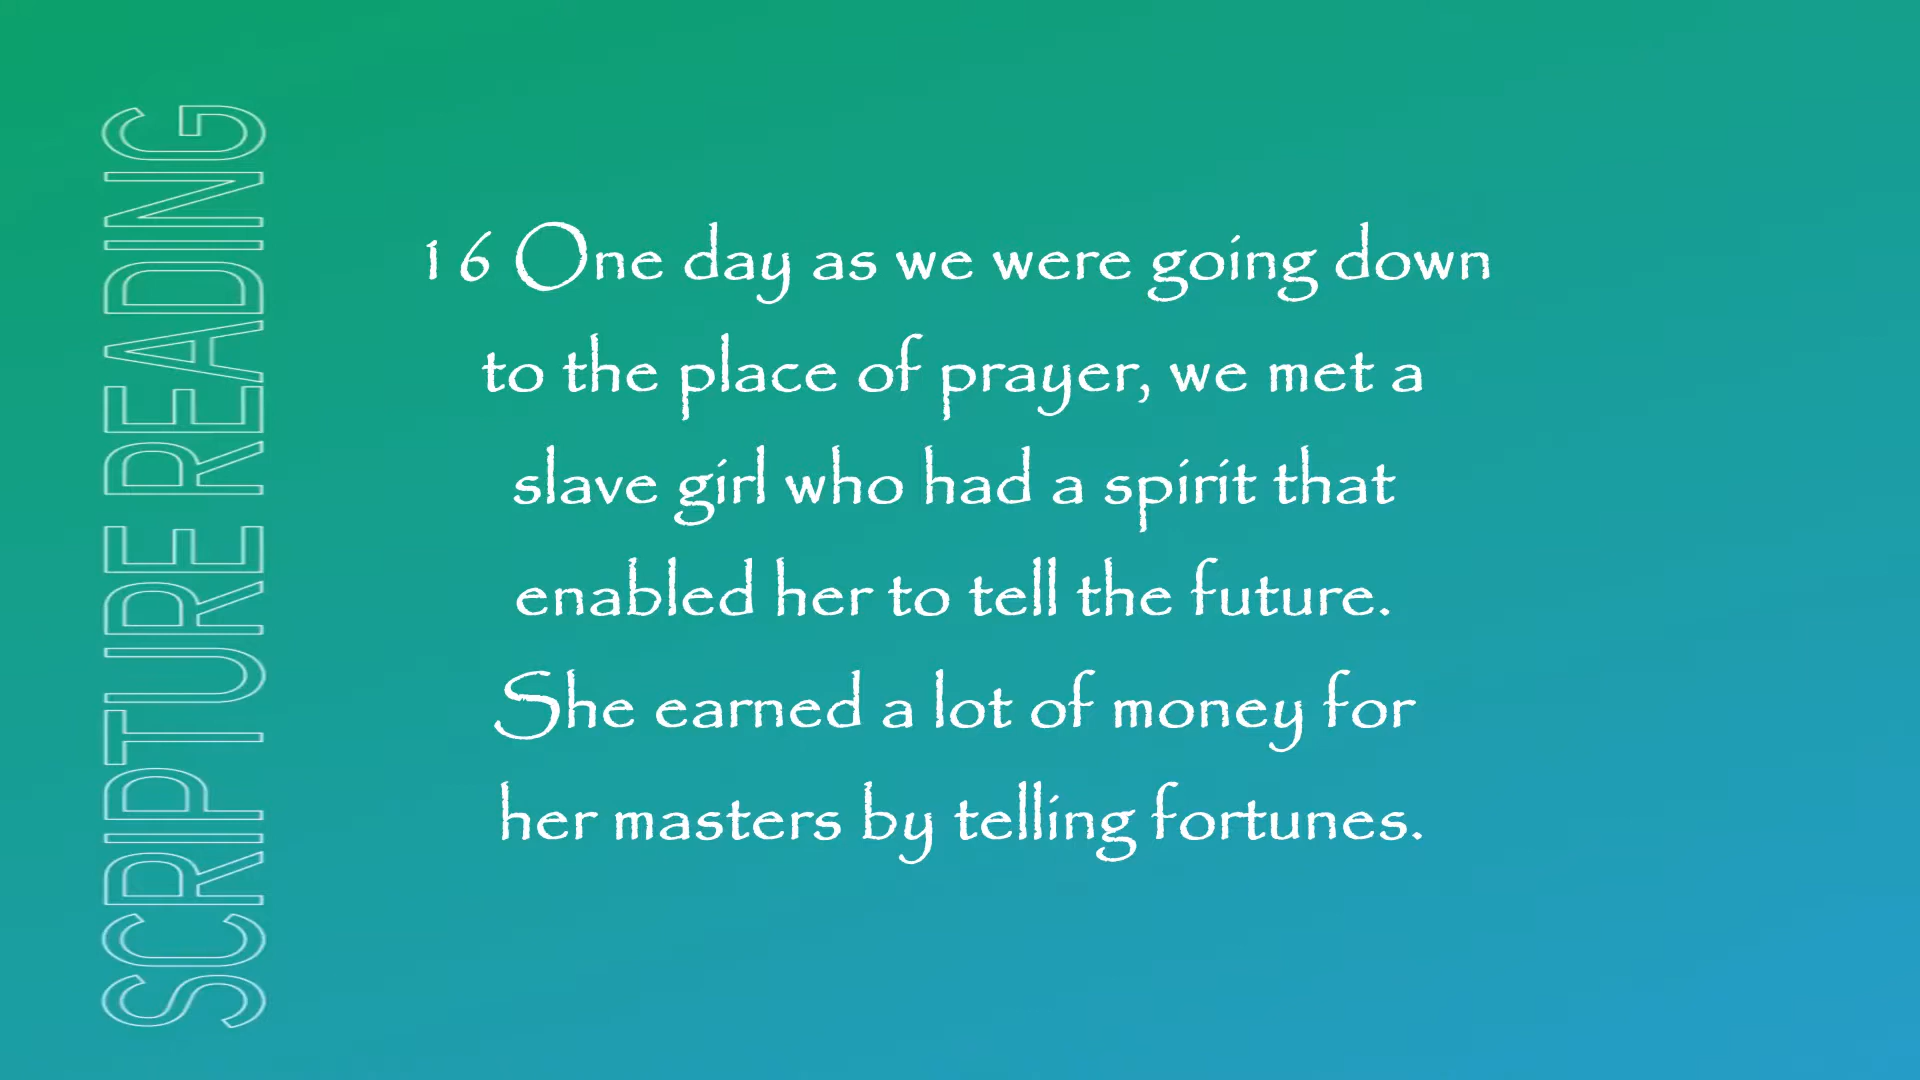 SCRIPTURE READING
16 One day as we were going down
to the place of prayer, we met a
slave girl who had a spirit that
enabled her to tell the future.
She earned a lot of money for
her masters by telling fortunes.